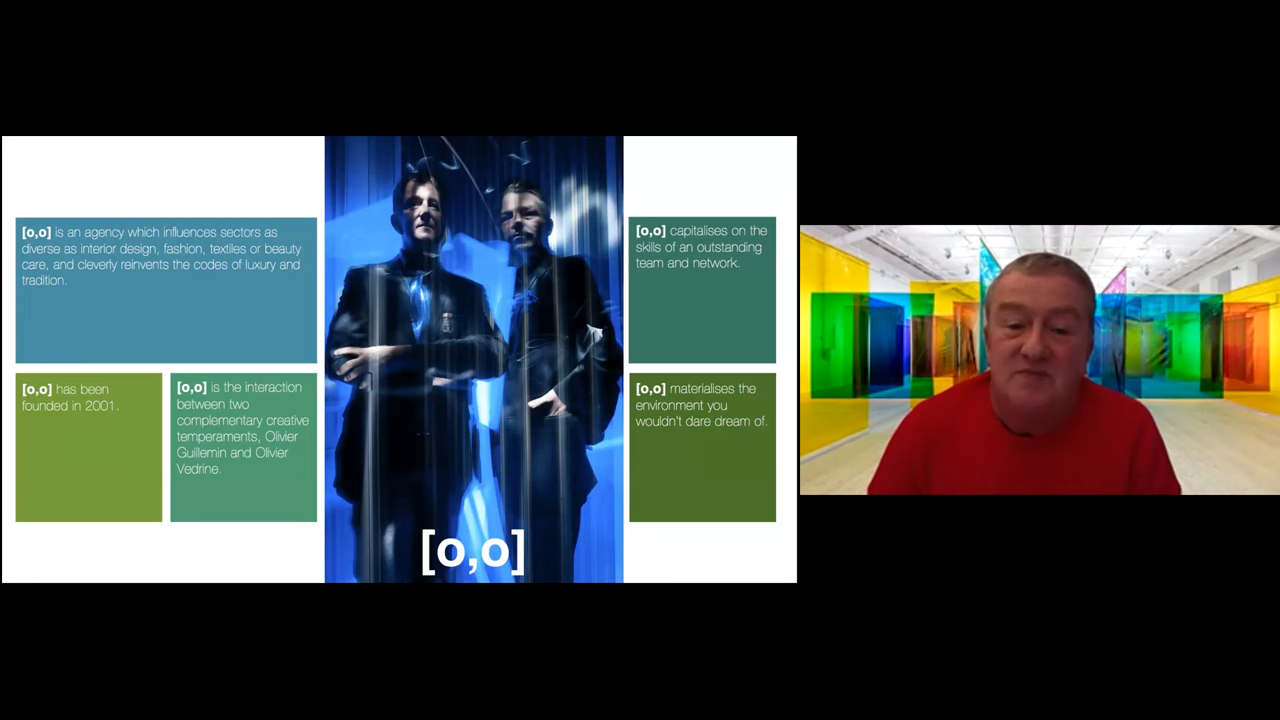 [o,o] is an agency which influences sectors as
diverse as interior design, fashion, textiles or beauty
care, and cleverly reinvents the codes of luxury and
tradition.
[o,o] has been
founded in 2001.
[o,o] is the interaction
between two
complementary creative
temperaments, Olivier
Guillemin and Olivier
Vedrine.
[o,o]
[o,o] capitalises on the
skills of an outstanding
team and network.
[o,o] materialises the
environment you
wouldn't dare dream of.